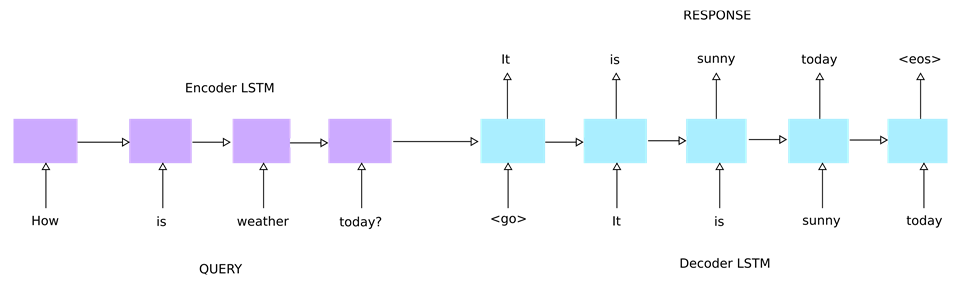 RESPONSE
It is sunny today <eos>
Encoder LSTM
How is weather today? <go> It is sunny today
QUERY
Decoder LSTM